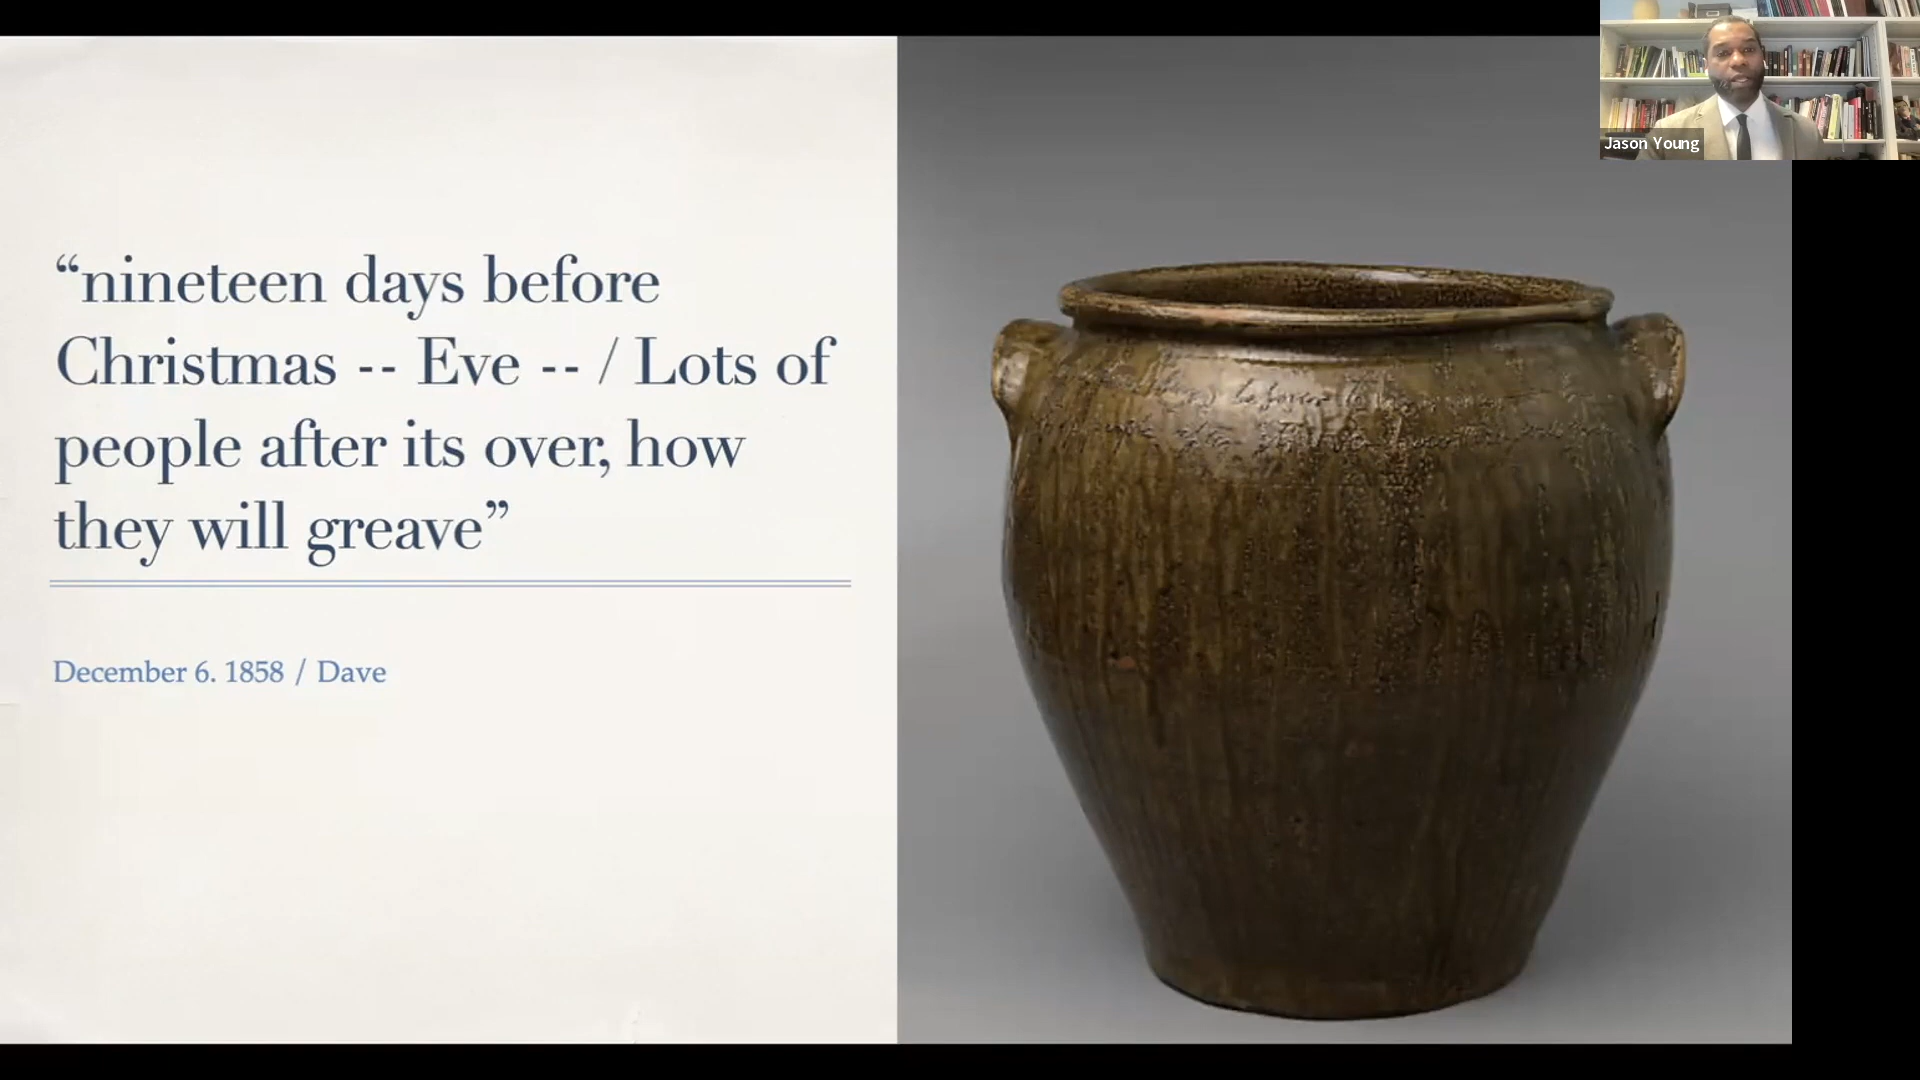 “nineteen days before
Christmas -- Eve -- / Lots of
people after its over, how
they will greave”
December 6. 1858 / Dave
Jason Young